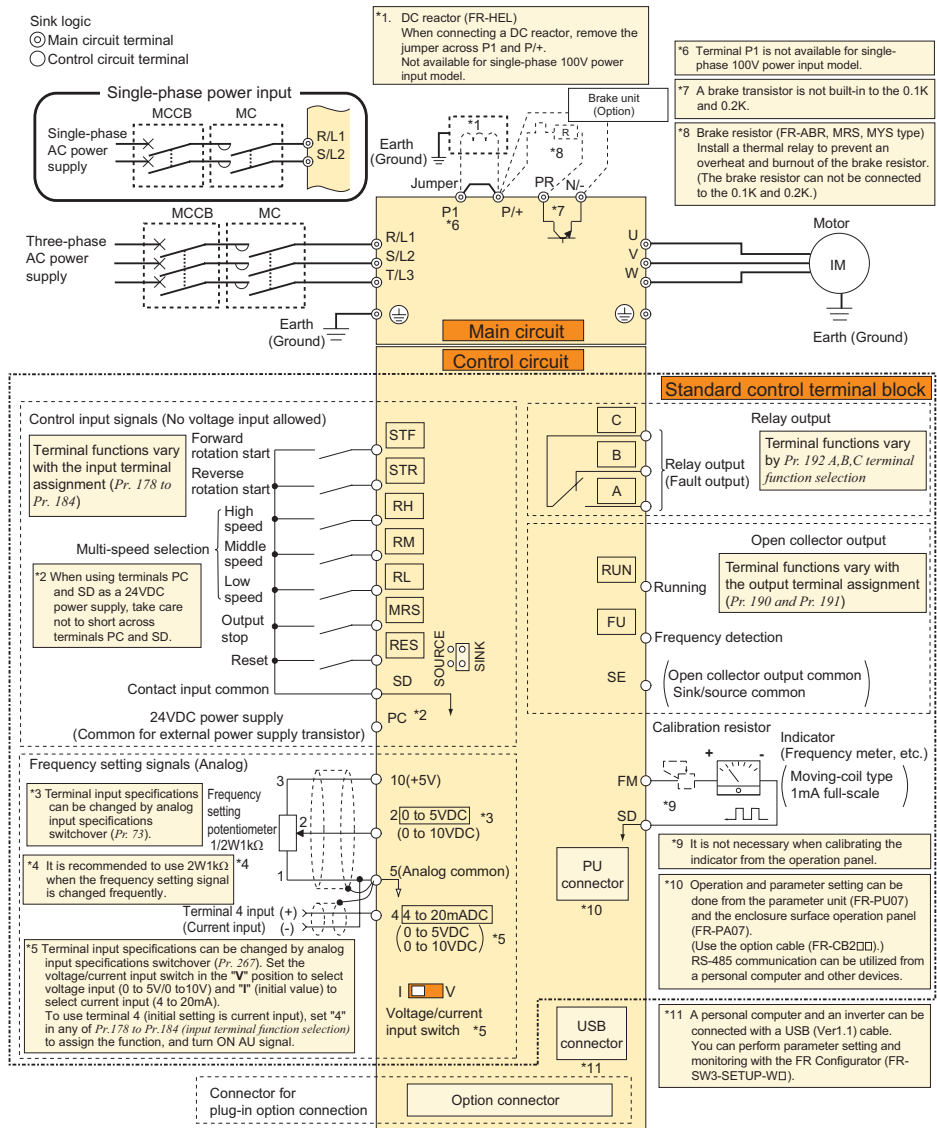 Sink logic
Main circuit terminal
Control circuit terminal
*1. DC reactor (FR-HEL)
When connecting a DC reactor, remove the
jumper across P1 and P/+.
Not available for single-phase 100V power
input model.
*6 Terminal P1 is not available for single-
phase 100V power input model.
*7 A brake transistor is not built-in to the 0.1K
and 0.2K.
*8 Brake resistor (FR-ABR, MRS, MYS type)
Install a thermal relay to prevent an
overheat and burnout of the brake resistor.
(The brake resistor can not be connected
to the 0.1K and 0.2K.)
Single-phase power input
MCCB
MC
Single-phase
AC power
supply
R/L1
S/L2
Brake unit
(Option)
*1
R
*8
Earth
(Ground)
Jumper
PR
N/-
P1
*6
P/+
*7
Three-phase
AC power
supply
MCCB
MC
R/L1
S/L2
T/L3
U
V
W
Motor
IM
Earth
(Ground)
Earth (Ground)
Main circuit
Control circuit
Standard control terminal block
Control input signals (No voltage input allowed)
Terminal functions vary
with the input terminal
assignment (Pr. 178 to
Pr. 184)
Forward
rotation start
Reverse
rotation start
High
speed
Multi-speed selection
Middle
speed
Low
speed
Output
stop
Reset
Contact input common
*2 When using terminals PC
and SD as a 24VDC
power supply, take care
not to short across
terminals PC and SD.
24VDC power supply
(Common for external power supply transistor)
STF
STR
RH
RM
RL
MRS
RES
SOURCE
SINK
SD
PC *2
C
B
A
Relay output
Relay output
(Fault output)
Terminal functions vary
by Pr. 192 A,B,C terminal
function selection
Open collector output
RUN
Running
Terminal functions vary with
the output terminal assignment
(Pr. 190 and Pr. 191)
FU
Frequency detection
SE
Open collector output common
Sink/source common
Frequency setting signals (Analog)
*3 Terminal input specifications
can be changed by analog
input specifications
switchover (Pr. 73).
*4 It is recommended to use 2W1kΩ
when the frequency setting signal
is changed frequently.
Frequency
setting
potentiometer
1/2W1kΩ
*4
3
2
1
10(+5V)
2 0 to 5VDC *3
(0 to 10VDC)
5(Analog common)
Terminal 4 input (+)
(Current input) (-)
4 4 to 20mADC
0 to 5VDC
0 to 10VDC
*5
*5 Terminal input specifications can be changed by analog
input specifications switchover (Pr. 267). Set the
voltage/current input switch in the "V" position to select
voltage input (0 to 5V/0 to10V) and "I" (initial value) to
select current input (4 to 20mA).
To use terminal 4 (initial setting is current input), set "4"
in any of Pr.178 to Pr.184 (input terminal function selection)
to assign the function, and turn ON AU signal.
I
V
Voltage/current
input switch *5
Calibration resistor
Indicator
(Frequency meter, etc.)
+
-
Moving-coil type
1mA full-scale
FM
*9
SD
*9 It is not necessary when calibrating the
indicator from the operation panel.
PU
connector
*10
*10 Operation and parameter setting can be
done from the parameter unit (FR-PU07)
and the enclosure surface operation panel
(FR-PA07).
(Use the option cable (FR-CB2□□).)
RS-485 communication can be utilized from
a personal computer and other devices.
USB
connector
*11
*11 A personal computer and an inverter can be
connected with a USB (Ver1.1) cable.
You can perform parameter setting and
monitoring with the FR Configurator (FR-
SW3-SETUP-W□).
Connector for
plug-in option connection
Option connector